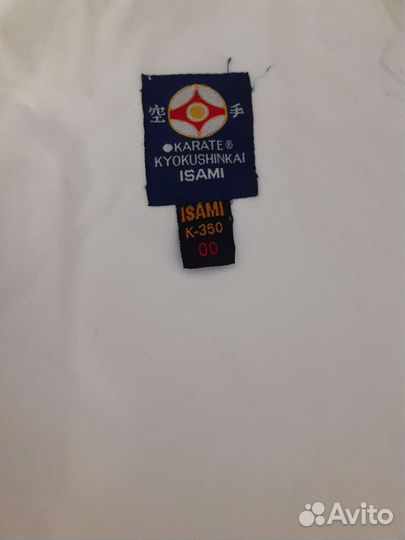 空 手
KARATE®
KYOKUSHINKAI
ISAMI
ISAMI
K-350
00
Avito